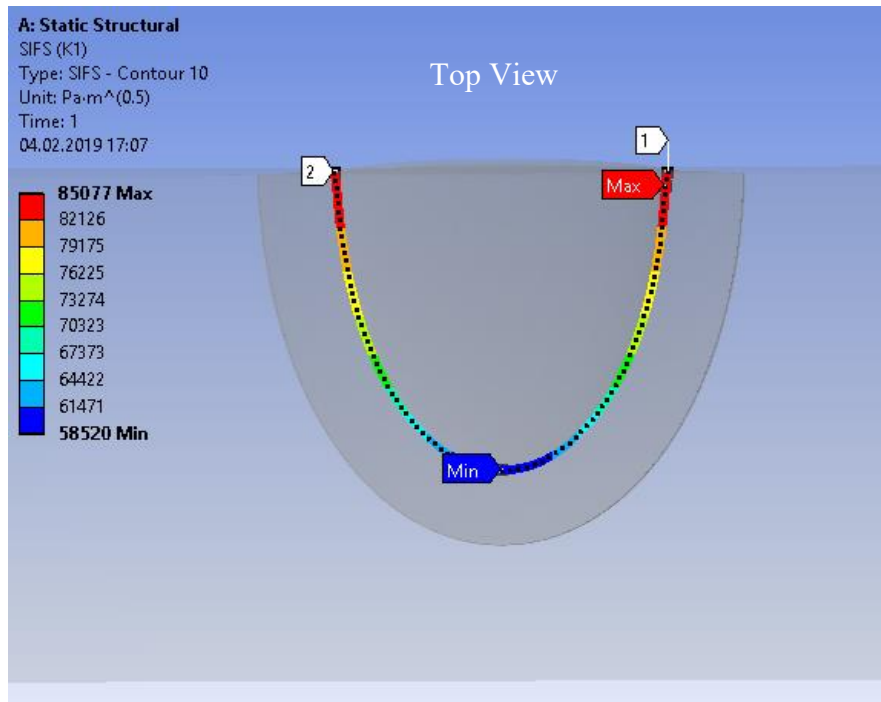 A: Static Structural
SIFS (K1)
Type: SIFS - Contour 10
Unit: Pa·m^(0.5)
Time: 1
04.02.2019 17:07
Top View
1
2
Max
85077 Max
82126
79175
76225
73274
70323
67373
64422
61471
58520 Min
Min